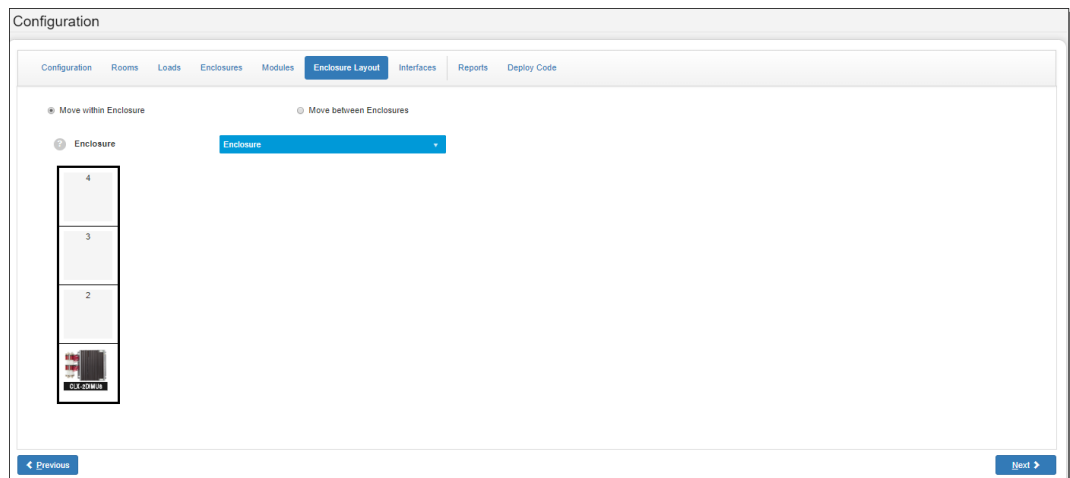 Configuration
Configuration Rooms Loads Enclosures Modules Enclosure Layout Interfaces Reports Deploy Code
Move within Enclosure Move between Enclosures
? Enclosure Enclosure
4
3
2
CLX-2DIMU8
Previous Next